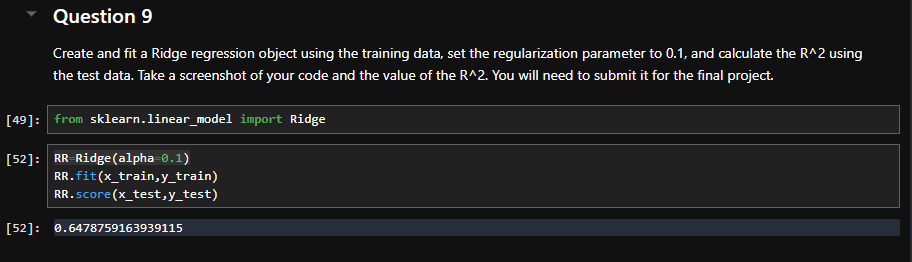 Question 9
Create and fit a Ridge regression object using the training data, set the regularization parameter to 0.1, and calculate the R^2 using
the test data. Take a screenshot of your code and the value of the R^2. You will need to submit it for the final project.
[49]: from sklearn.linear_model import Ridge
[52]: RR=Ridge(alpha=0.1)
RR.fit(x_train,y_train)
RR.score(x_test,y_test)
[52]: 0.6478759163939115